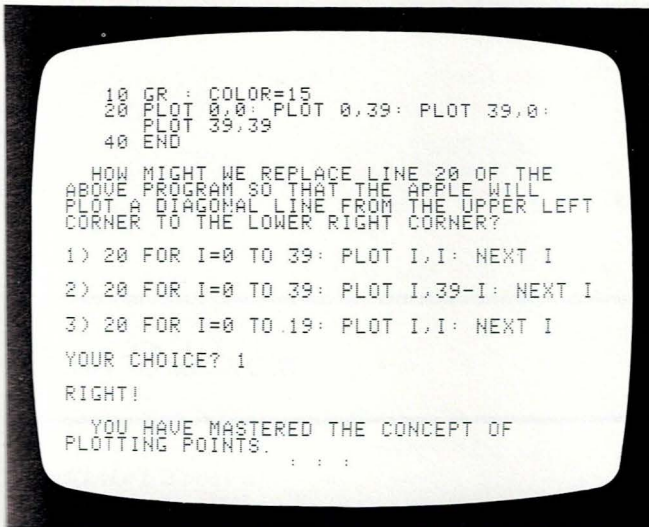 10 GR : COLOR=15
20 PLOT 0,0: PLOT 0,39: PLOT 39,0:
PLOT 39,39
40 END
HOW MIGHT WE REPLACE LINE 20 OF THE
ABOVE PROGRAM SO THAT THE APPLE WILL
PLOT A DIAGONAL LINE FROM THE UPPER LEFT
CORNER TO THE LOWER RIGHT CORNER?
1) 20 FOR I=0 TO 39: PLOT I,I: NEXT I
2) 20 FOR I=0 TO 39: PLOT I,39-I: NEXT I
3) 20 FOR I=0 TO 19: PLOT I,I: NEXT I
YOUR CHOICE? 1
RIGHT!
YOU HAVE MASTERED THE CONCEPT OF
PLOTTING POINTS.
: : :